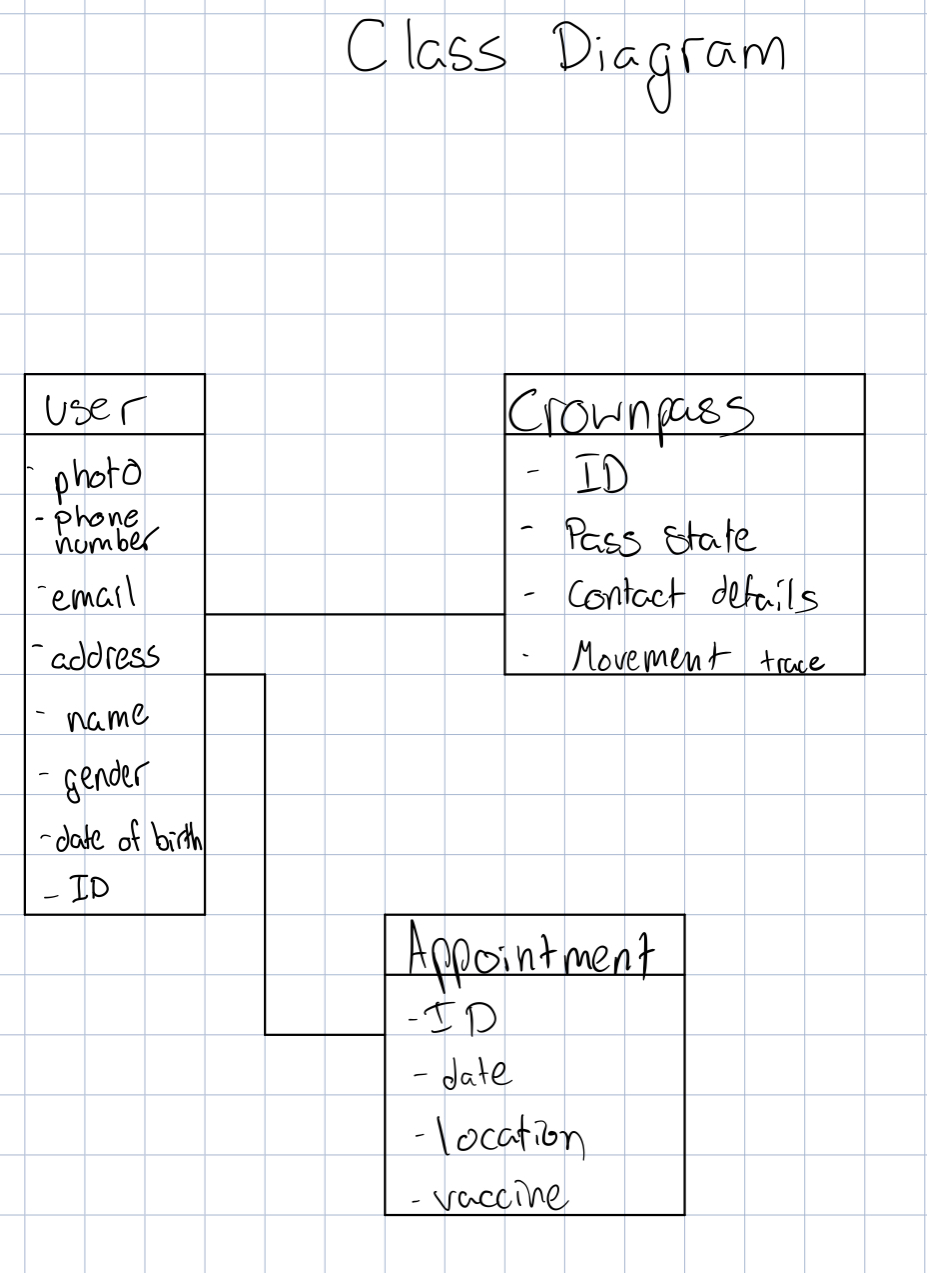 Class Diagram
user
- photo
- phone
number
- email
- address
- name
- gender
- date of birth
- ID
Crownpass
- ID
- Pass state
- Contact details
- Movement trace
Appointment
- ID
- date
- location
- vaccine